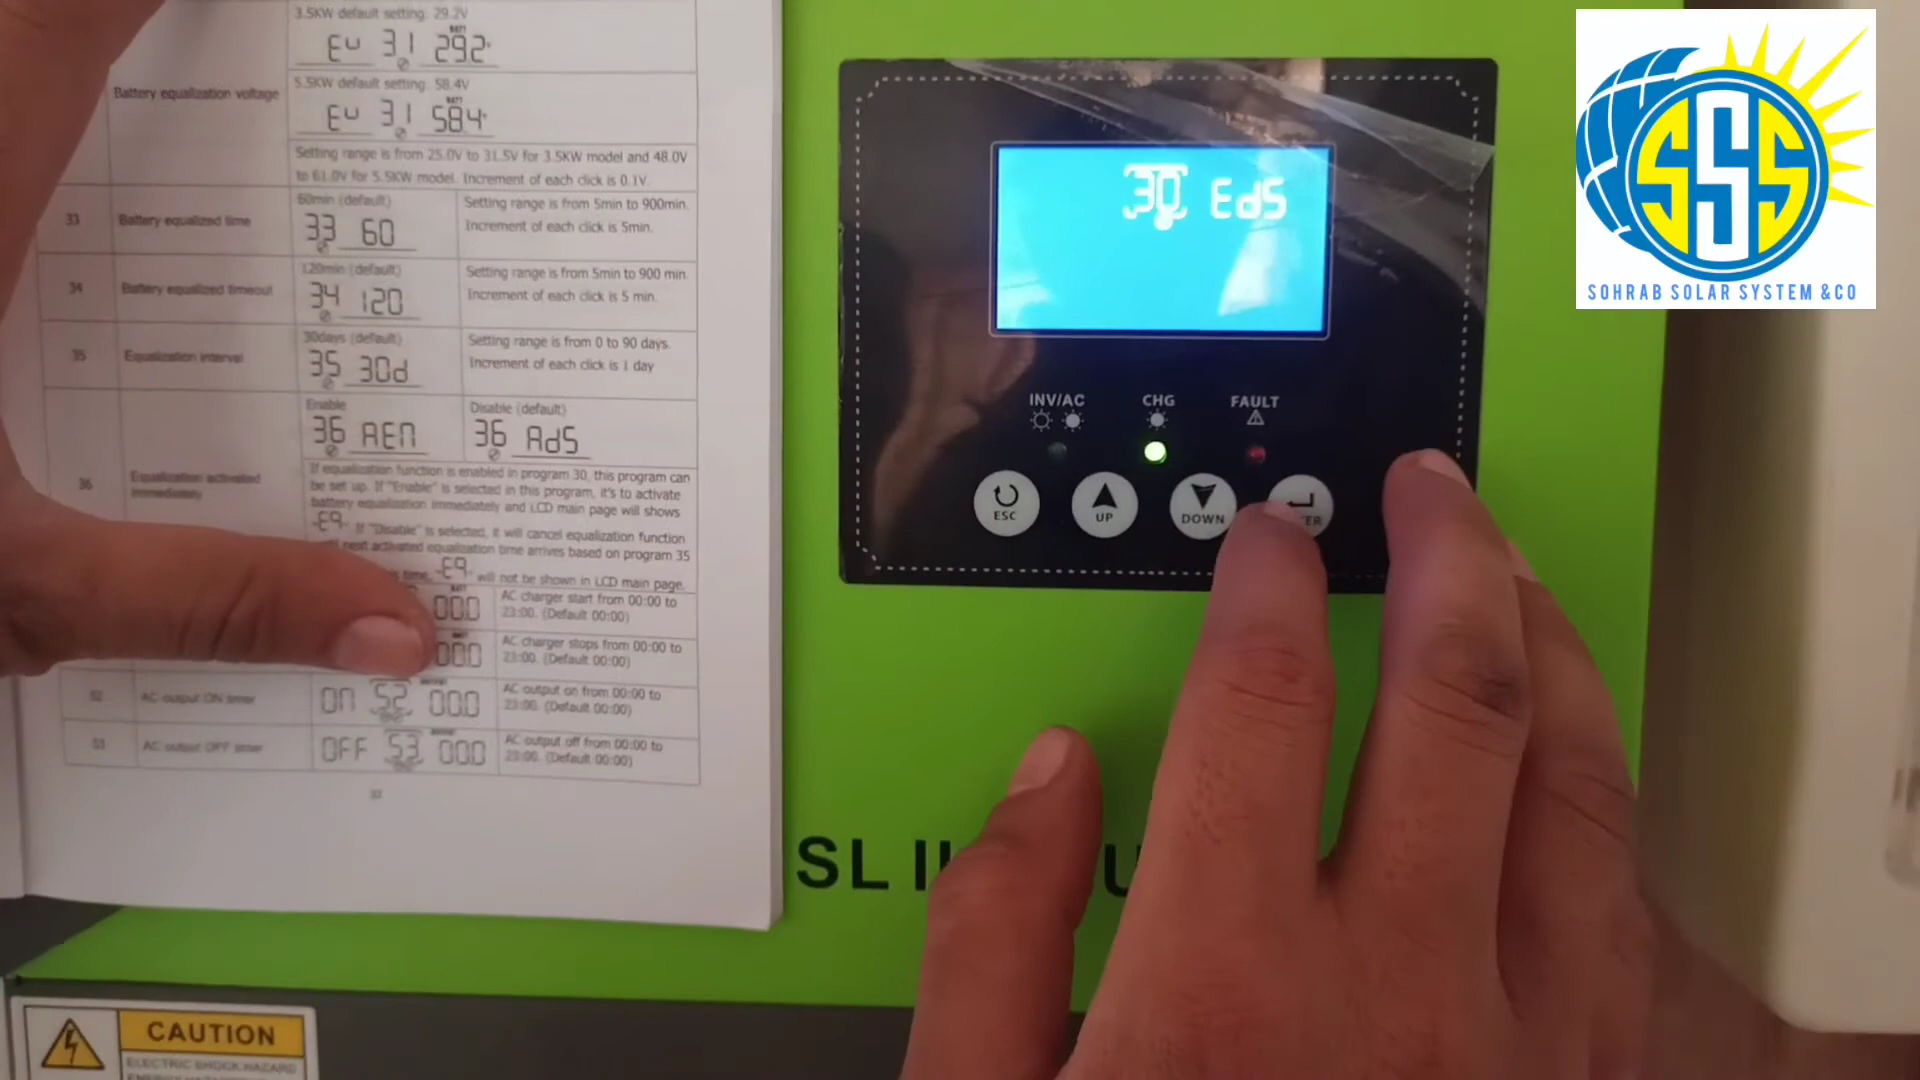 3.5KW default setting: 29.2V
BATT
EU 31 29.2v
Battery equalization voltage
5.5KW default setting: 58.4V
BATT
EU 31 58.4v
Setting range is from 25.0V to 31.5V for 3.5KW model and 48.0V
to 61.0V for 5.5KW model. Increment of each click is 0.1V.
33
Battery equalized time
60min (default)
33 60
Setting range is from 5min to 900min.
Increment of each click is 5min.
34
Battery equalized timeout
120min (default)
34 120
Setting range is from 5min to 900 min.
Increment of each click is 5 min.
35
Equalization interval
30days (default)
35 30d
Setting range is from 0 to 90 days.
Increment of each click is 1 day
36
Equalization activated
immediately
Enable
36 AEN
Disable (default)
36 AdS
If equalization function is enabled in program 30, this program can
be set up. If "Enable" is selected in this program, it's to activate
battery equalization immediately and LCD main page will shows
"E9". If "Disable" is selected, it will cancel equalization function
next activated equalization time arrives based on program 35
time, "E9" will not be shown in LCD main page.
00.0
AC charger start from 00:00 to
23:00. (Default 00:00)
00.0
AC charger stops from 00:00 to
23:00. (Default 00:00)
52
AC output ON timer
ON 52 00.0
AC output on from 00:00 to
23:00. (Default 00:00)
53
AC output OFF timer
OFF 53 00.0
AC output off from 00:00 to
23:00. (Default 00:00)
30 EdS
INV/AC
CHG
FAULT
ESC
UP
DOWN
ER
SL
CAUTION
ELECTRIC SHOCK HAZARD
SSS
SOHRAB SOLAR SYSTEM &CO